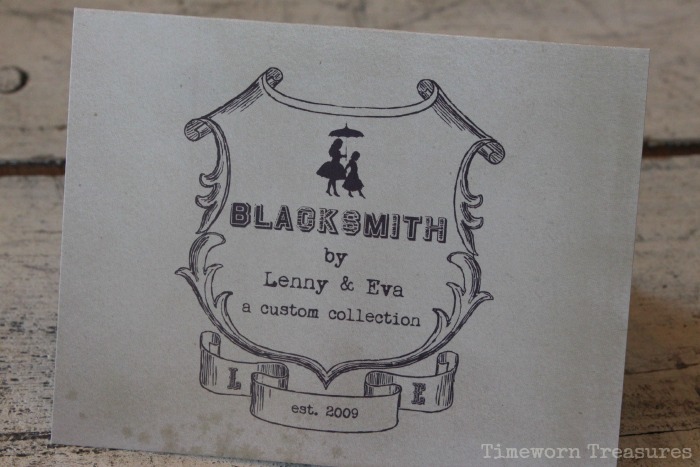 BLACKSMITH
by
Lenny & Eva
a custom collection
L E
est. 2009
Timeworn Treasures